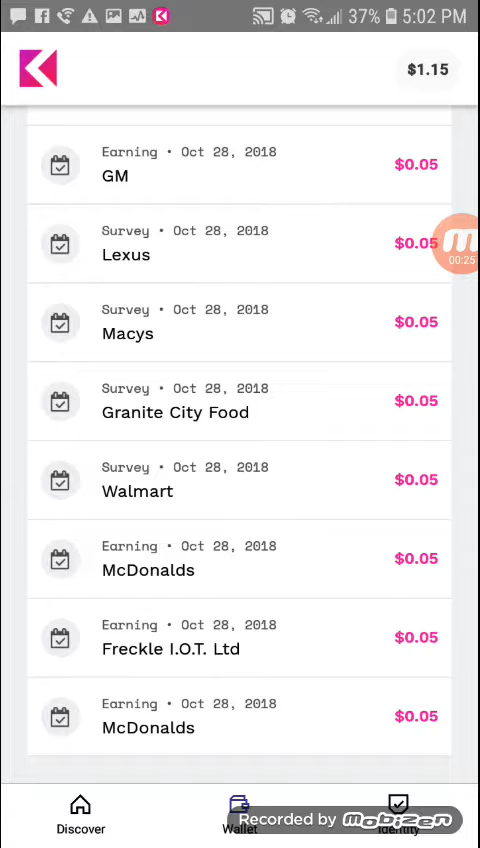 37% 5:02 PM
$1.15
Earning • Oct 28, 2018
GM
$0.05
Survey • Oct 28, 2018
Lexus
$0.05
00:25
Survey • Oct 28, 2018
Macys
$0.05
Survey • Oct 28, 2018
Granite City Food
$0.05
Survey • Oct 28, 2018
Walmart
$0.05
Earning • Oct 28, 2018
McDonalds
$0.05
Earning • Oct 28, 2018
Freckle I.O.T. Ltd
$0.05
Earning • Oct 28, 2018
McDonalds
$0.05
Discover
Wallet
Identity
Recorded by mobizen